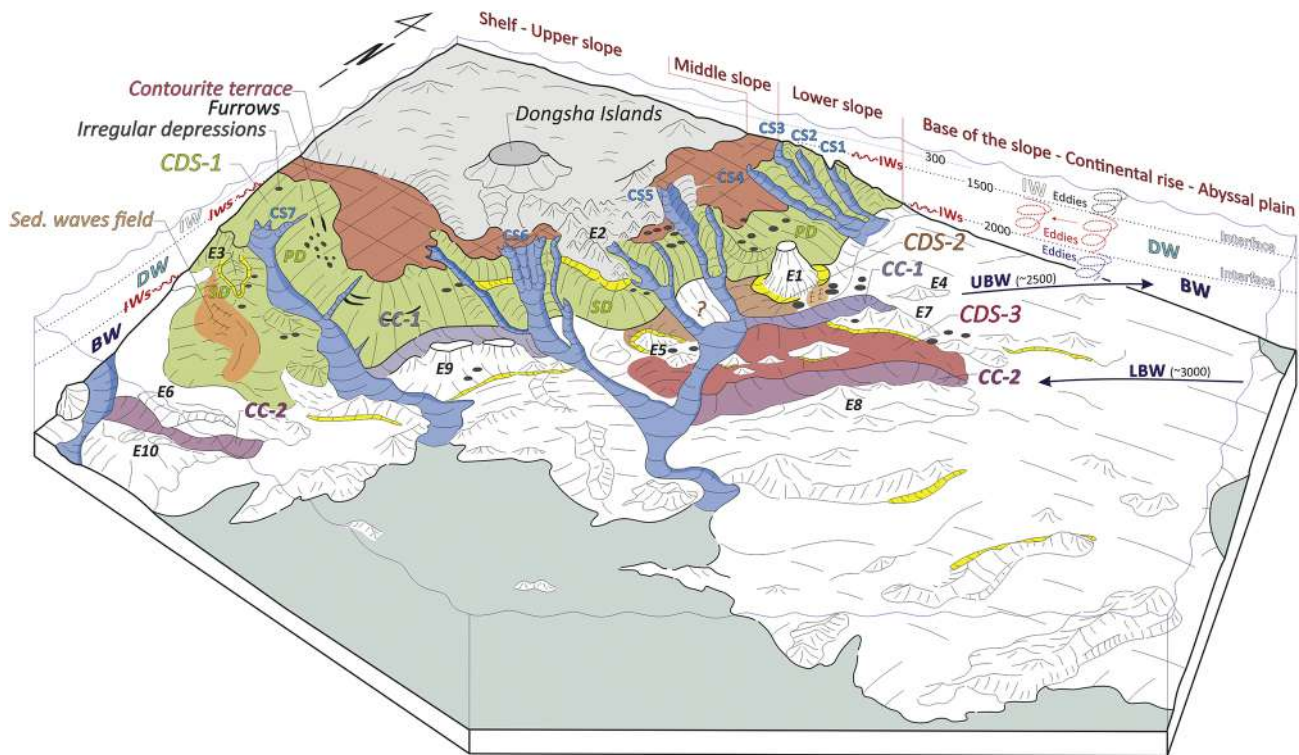 N
Shelf - Upper slope
Middle slope
Lower slope
Base of the slope - Continental rise - Abyssal plain
Contourite terrace
Furrows
Irregular depressions
CDS-1
Sed. waves field
Dongsha Islands
CS3
CS2
CS1
IWs
300
1500
2000
IW
Eddies
Eddies
Eddies
IWs
DW
Interface
Interface
BW
UBW (~2500)
LBW (~3000)
IW
IWs
DW
IWs
BW
CS7
CS6
CS5
CS4
PD
PD
SD
SD
E3
E2
E1
CDS-2
CC-1
E4
E7
CDS-3
CC-1
?
E5
E9
CC-2
E8
E6
CC-2
E10